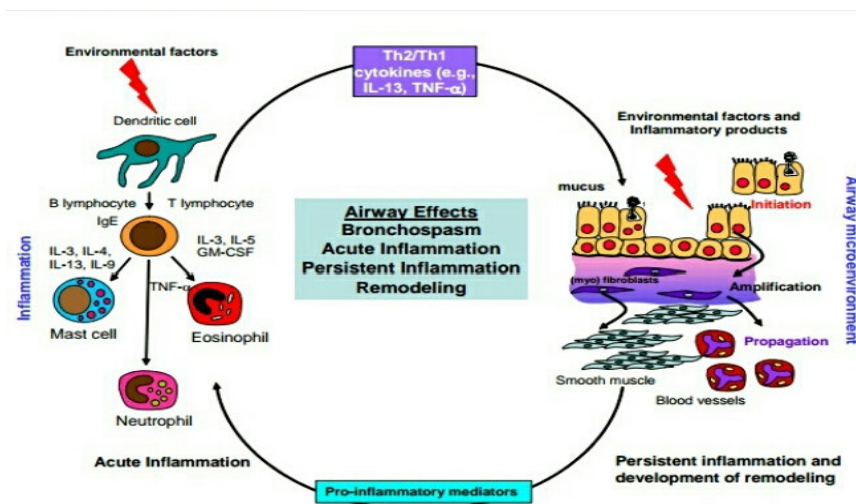 Environmental factors
Dendritic cell
B lymphocyte
T lymphocyte
IgE
IL-3, IL-4,
IL-13, IL-9
IL-3, IL-5
GM-CSF
TNF-α
Mast cell
Eosinophil
Neutrophil
Inflammation
Acute Inflammation
Th2/Th1
cytokines (e.g.,
IL-13, TNF-α)
Airway Effects
Bronchospasm
Acute Inflammation
Persistent Inflammation
Remodeling
Pro-inflammatory mediators
Environmental factors and
Inflammatory products
mucus
Initiation
(myo) fibroblasts
Amplification
Propagation
Smooth muscle
Blood vessels
Airway microenvironment
Persistent inflammation and
development of remodeling